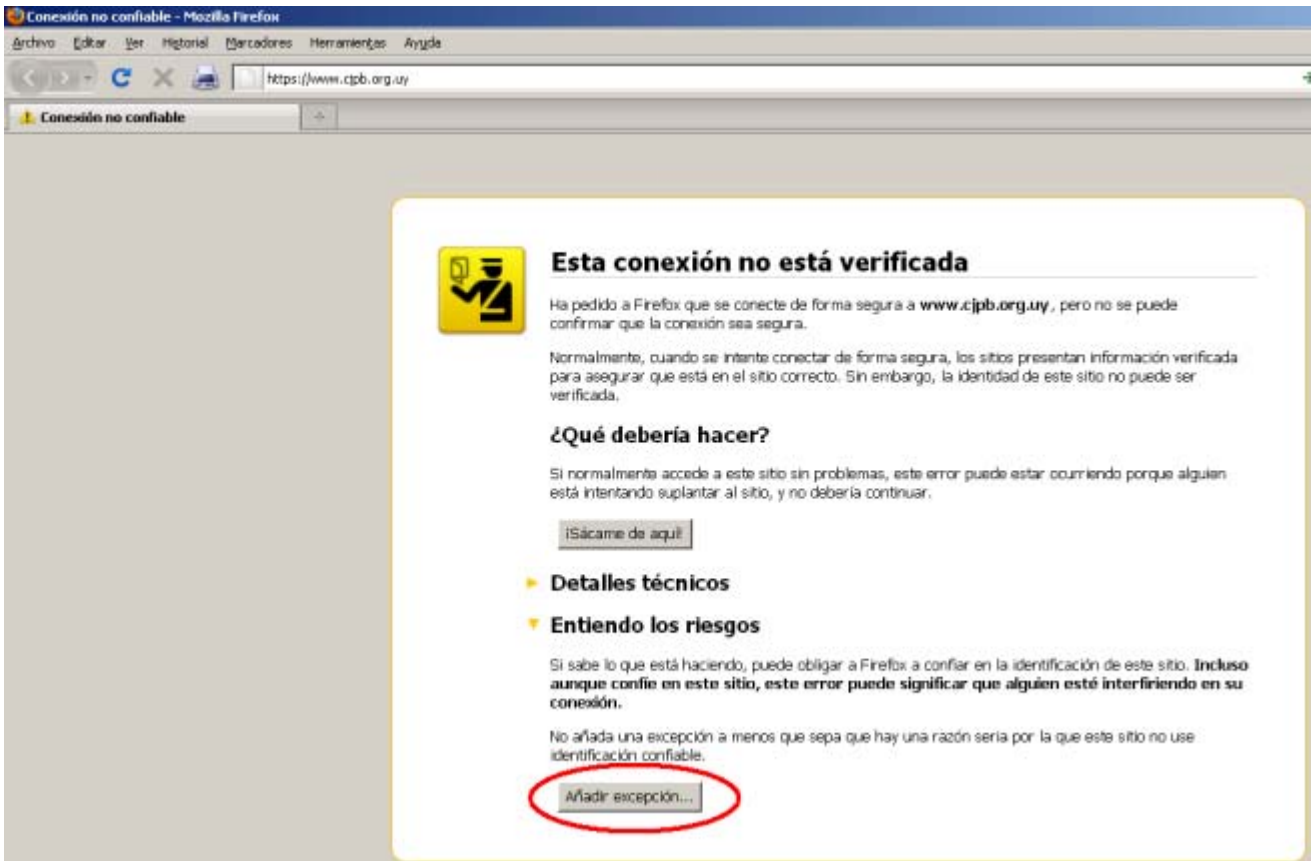 Conexión no confiable - Mozilla Firefox
Archivo Editar Ver Historial Marcadores Herramientas Ayuda
https://www.cjpb.org.uy
Conexión no confiable
Esta conexión no está verificada
Ha pedido a Firefox que se conecte de forma segura a www.cjpb.org.uy, pero no se puede
confirmar que la conexión sea segura.
Normalmente, cuando se intente conectar de forma segura, los sitios presentan información verificada
para asegurar que está en el sitio correcto. Sin embargo, la identidad de este sitio no puede ser
verificada.
¿Qué debería hacer?
Si normalmente accede a este sitio sin problemas, este error puede estar ocurriendo porque alguien
está intentando suplantar al sitio, y no debería continuar.
¡Sácame de aquí!
Detalles técnicos
Entiendo los riesgos
Si sabe lo que está haciendo, puede obligar a Firefox a confiar en la identificación de este sitio. Incluso
aunque confíe en este sitio, este error puede significar que alguien esté interfiriendo en su
conexión.
No añada una excepción a menos que sepa que hay una razón seria por la que este sitio no use
identificación confiable.
Añadir excepción...